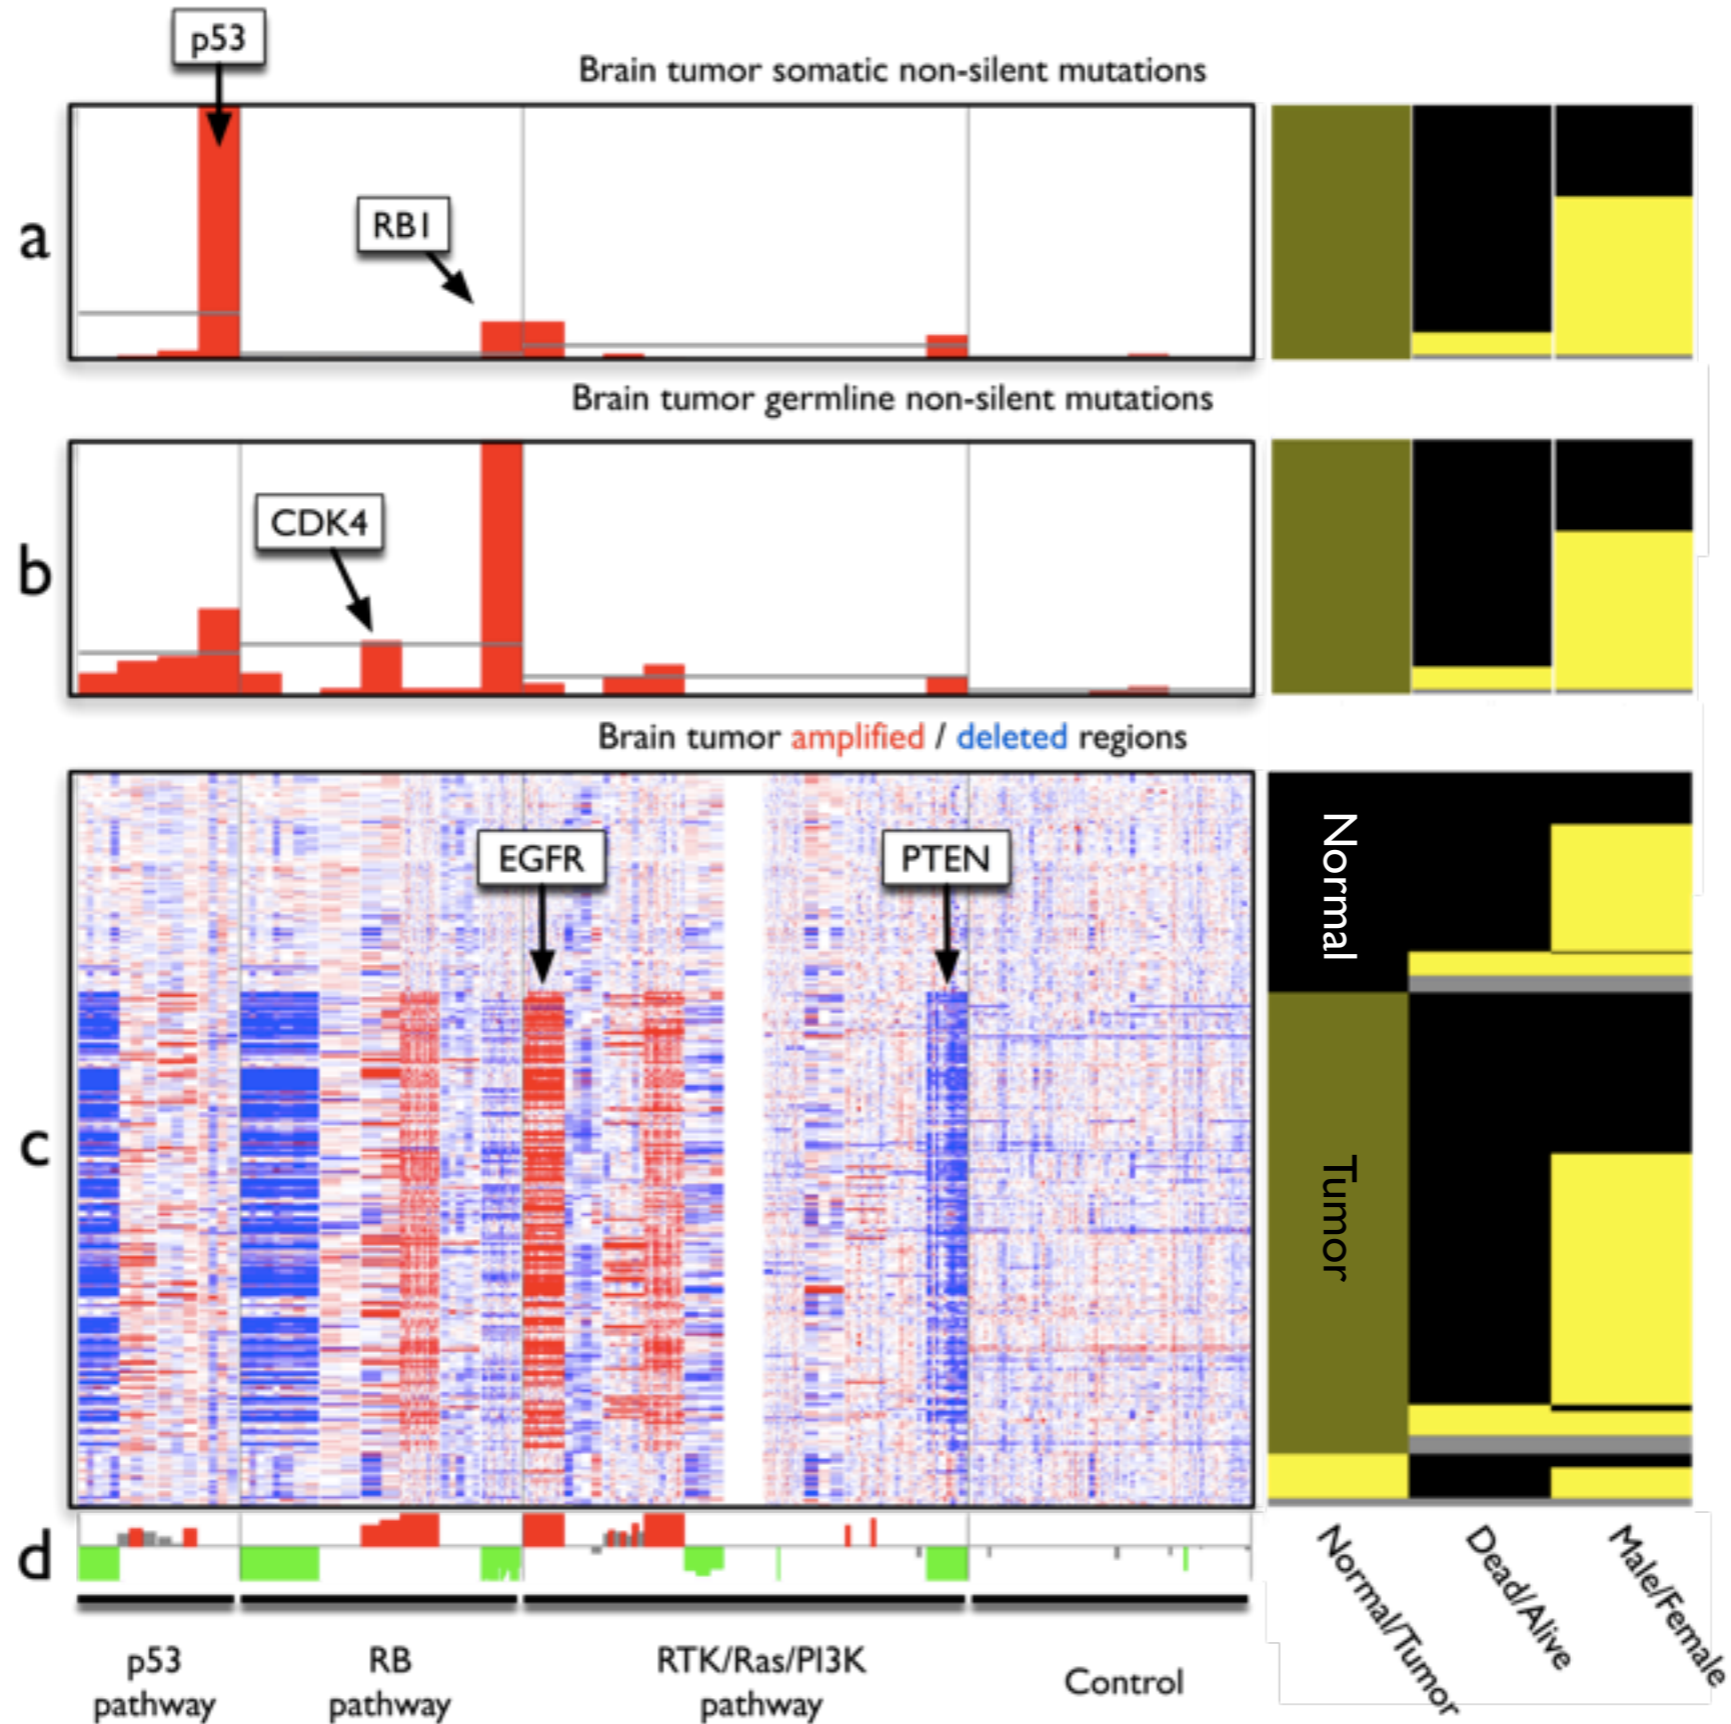 p53
Brain tumor somatic non-silent mutations
a
RB1
Brain tumor germline non-silent mutations
b
CDK4
Brain tumor amplified / deleted regions
c
EGFR
PTEN
Normal
Tumor
d
p53
pathway
RB
pathway
RTK/Ras/PI3K
pathway
Control
Normal/Tumor
Dead/Alive
Male/Female